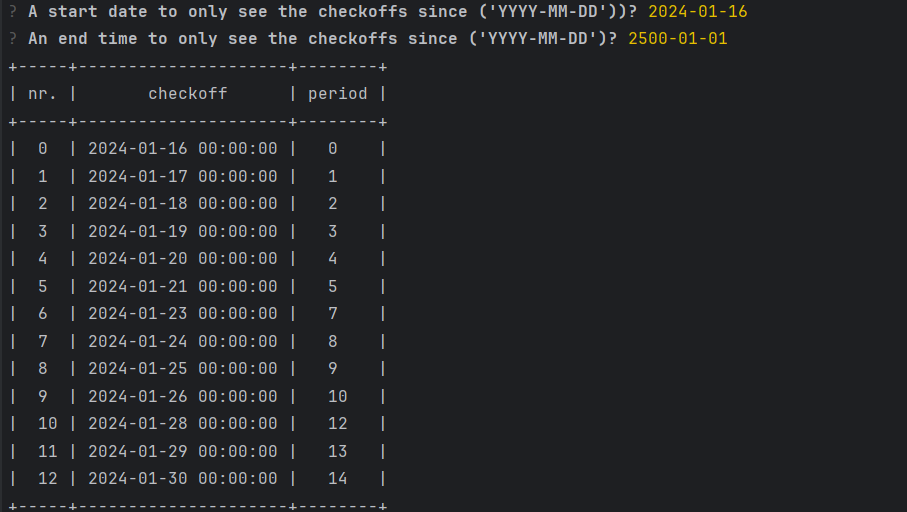 ? A start date to only see the checkoffs since ('YYYY-MM-DD'))? 2024-01-16
? An end time to only see the checkoffs since ('YYYY-MM-DD')? 2500-01-01
+-----+---------------------+--------+
| nr. |       checkoff      | period |
+-----+---------------------+--------+
|  0  | 2024-01-16 00:00:00 |   0    |
|  1  | 2024-01-17 00:00:00 |   1    |
|  2  | 2024-01-18 00:00:00 |   2    |
|  3  | 2024-01-19 00:00:00 |   3    |
|  4  | 2024-01-20 00:00:00 |   4    |
|  5  | 2024-01-21 00:00:00 |   5    |
|  6  | 2024-01-23 00:00:00 |   7    |
|  7  | 2024-01-24 00:00:00 |   8    |
|  8  | 2024-01-25 00:00:00 |   9    |
|  9  | 2024-01-26 00:00:00 |   10   |
|  10 | 2024-01-28 00:00:00 |   12   |
|  11 | 2024-01-29 00:00:00 |   13   |
|  12 | 2024-01-30 00:00:00 |   14   |
+-----+---------------------+--------+